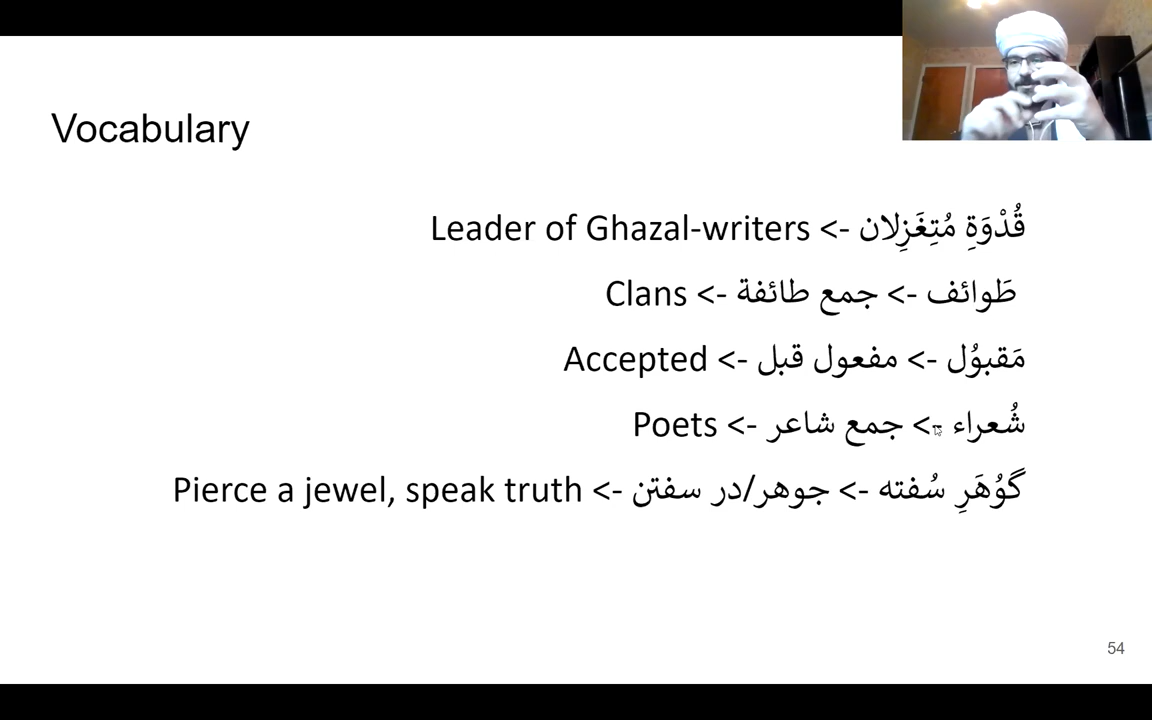 Vocabulary
قُدْوَةِ مُتِغَزِلان -> Leader of Ghazal-writers
طَوائف -> جمع طائفة -> Clans
مَقبوُل -> مفعول قبل -> Accepted
شُعراء -> جمع شاعر -> Poets
گوُهَرِ سُفته -> جوهر/در سفتن -> Pierce a jewel, speak truth
54